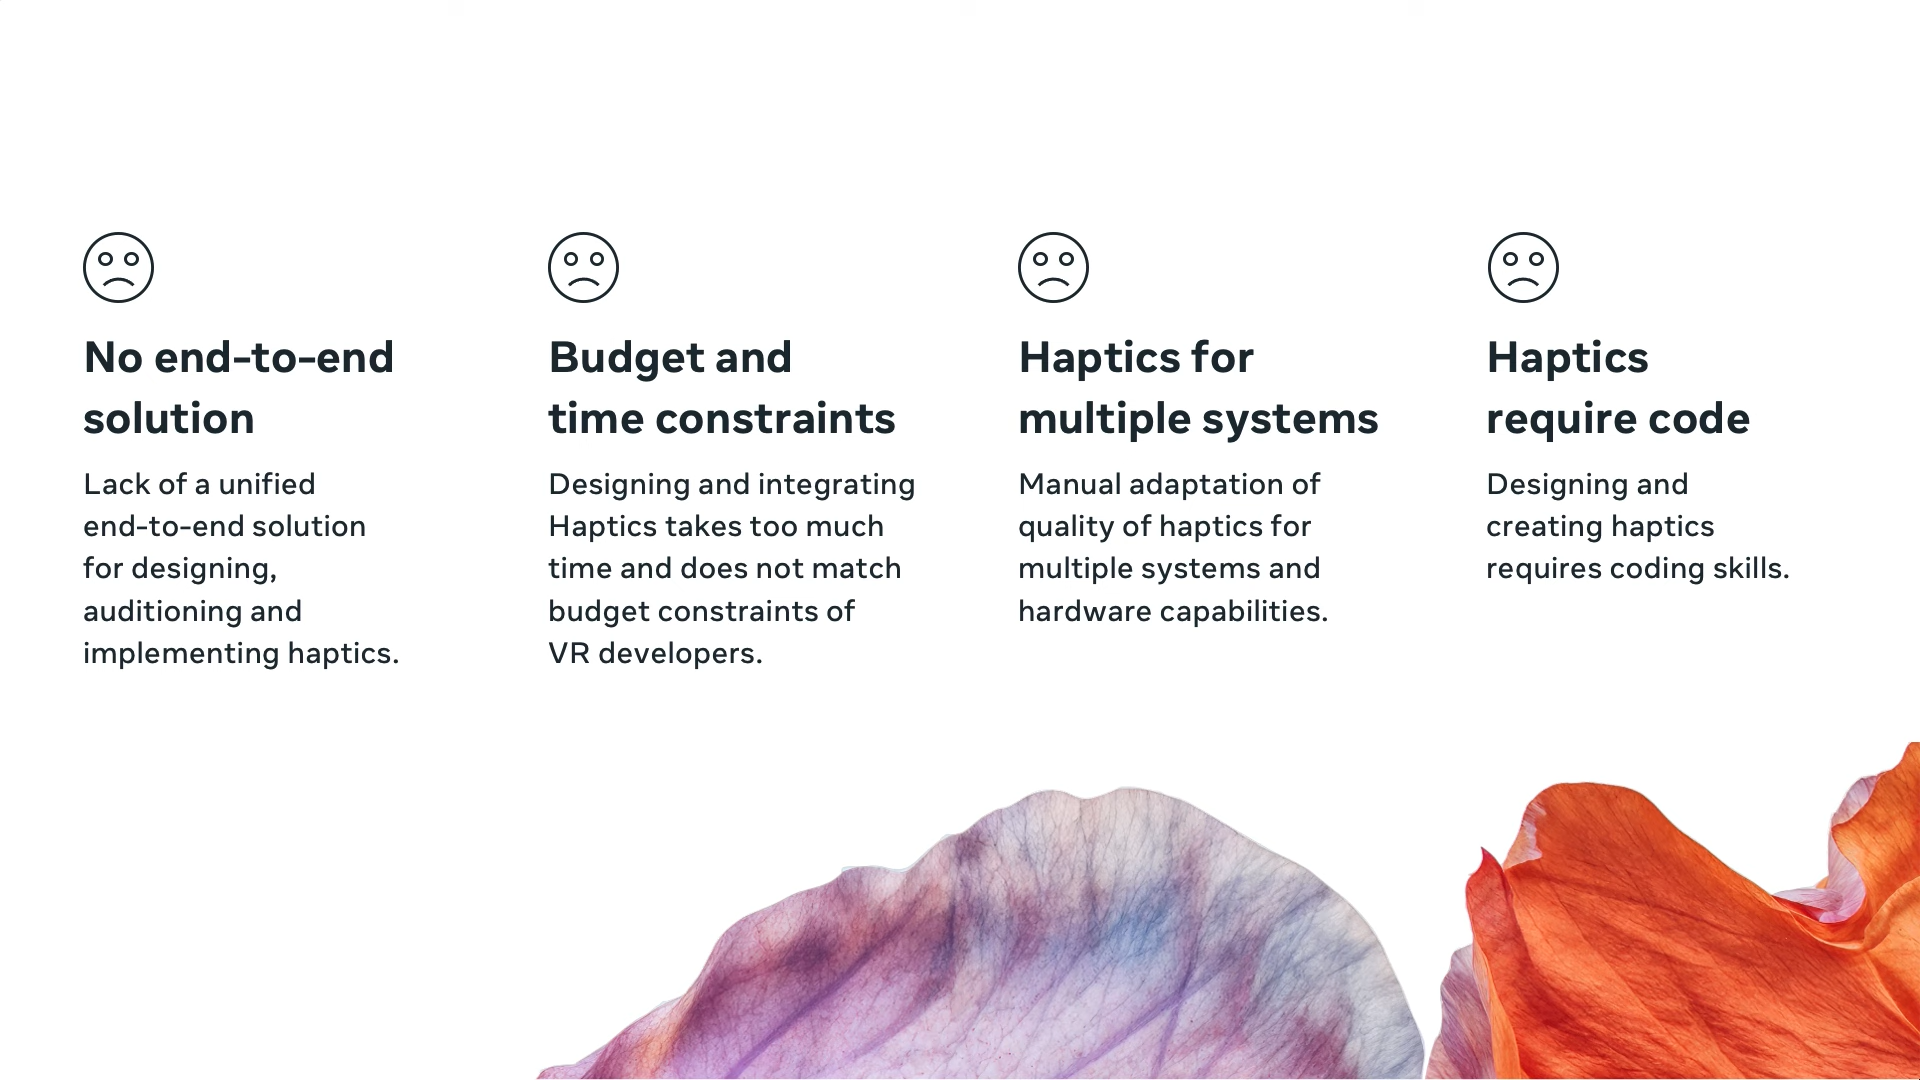 No end-to-end
solution
Lack of a unified
end-to-end solution
for designing,
auditioning and
implementing haptics.
Budget and
time constraints
Designing and integrating
Haptics takes too much
time and does not match
budget constraints of
VR developers.
Haptics for
multiple systems
Manual adaptation of
quality of haptics for
multiple systems and
hardware capabilities.
Haptics
require code
Designing and
creating haptics
requires coding skills.